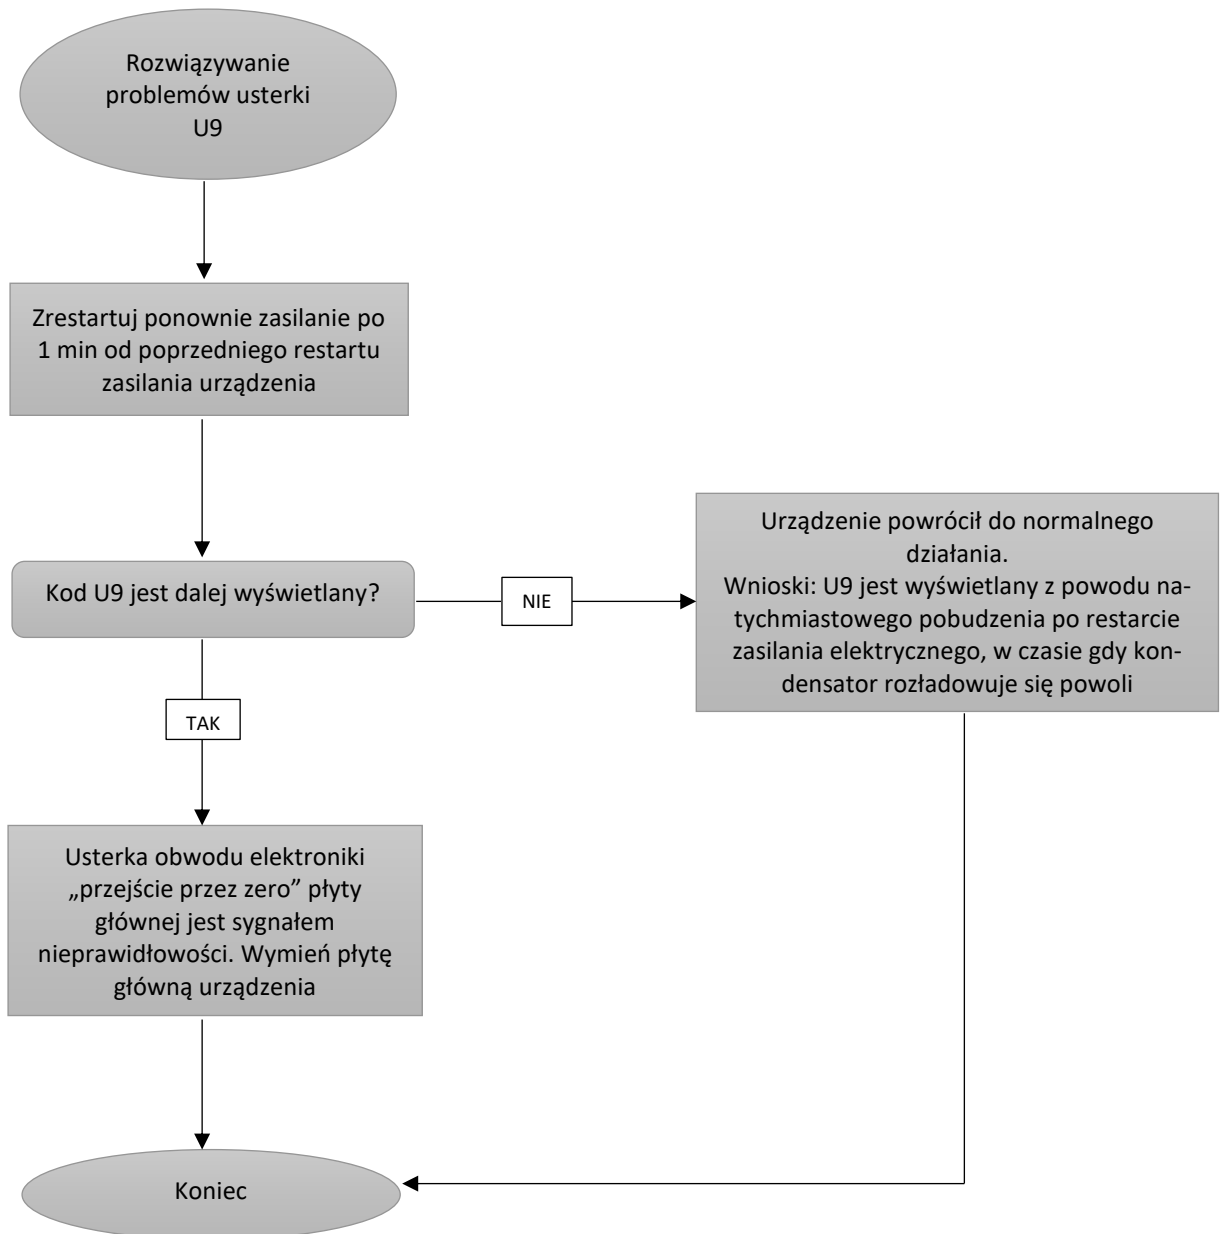 Rozwiązywanie
problemów usterki
U9
Zrestartuj ponownie zasilanie po
1 min od poprzedniego restartu
zasilania urządzenia
Kod U9 jest dalej wyświetlany?
NIE
Urządzenie powrócił do normalnego
działania.
Wnioski: U9 jest wyświetlany z powodu na-
tychmiastowego pobudzenia po restarcie
zasilania elektrycznego, w czasie gdy kon-
densator rozładowuje się powoli
TAK
Usterka obwodu elektroniki
„przejście przez zero” płyty
głównej jest sygnałem
nieprawidłowości. Wymień płytę
główną urządzenia
Koniec